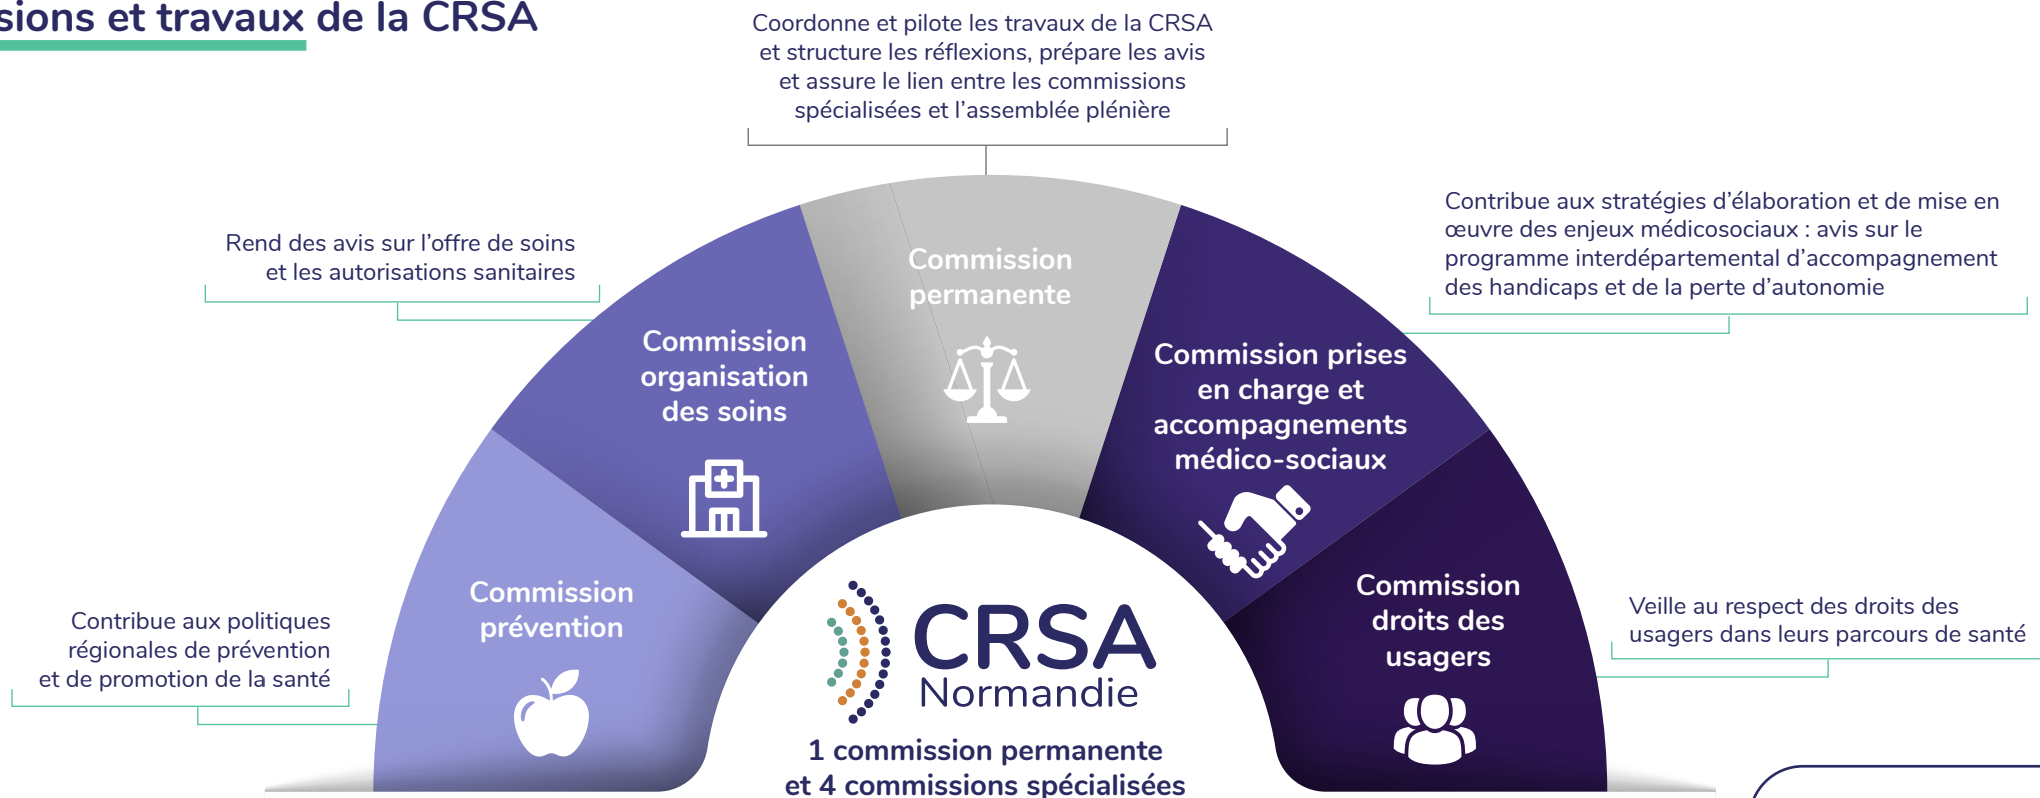 et travaux de la CRSA
Coordonne et pilote les travaux de la CRSA
et structure les réflexions, prépare les avis
et assure le lien entre les commissions
spécialisées et l’assemblée plénière
Rend des avis sur l’offre de soins
et les autorisations sanitaires
Contribue aux stratégies d’élaboration et de mise en
œuvre des enjeux médicosociaux : avis sur le
programme interdépartemental d’accompagnement
des handicaps et de la perte d’autonomie
Commission
permanente
Commission
organisation
des soins
Commission prises
en charge et
accompagnements
médico-sociaux
Commission
prévention
Commission
droits des
usagers
Contribue aux politiques
régionales de prévention
et de promotion de la santé
Veille au respect des droits des
usagers dans leurs parcours de santé
CRSA
Normandie
1 commission permanente
et 4 commissions spécialisées